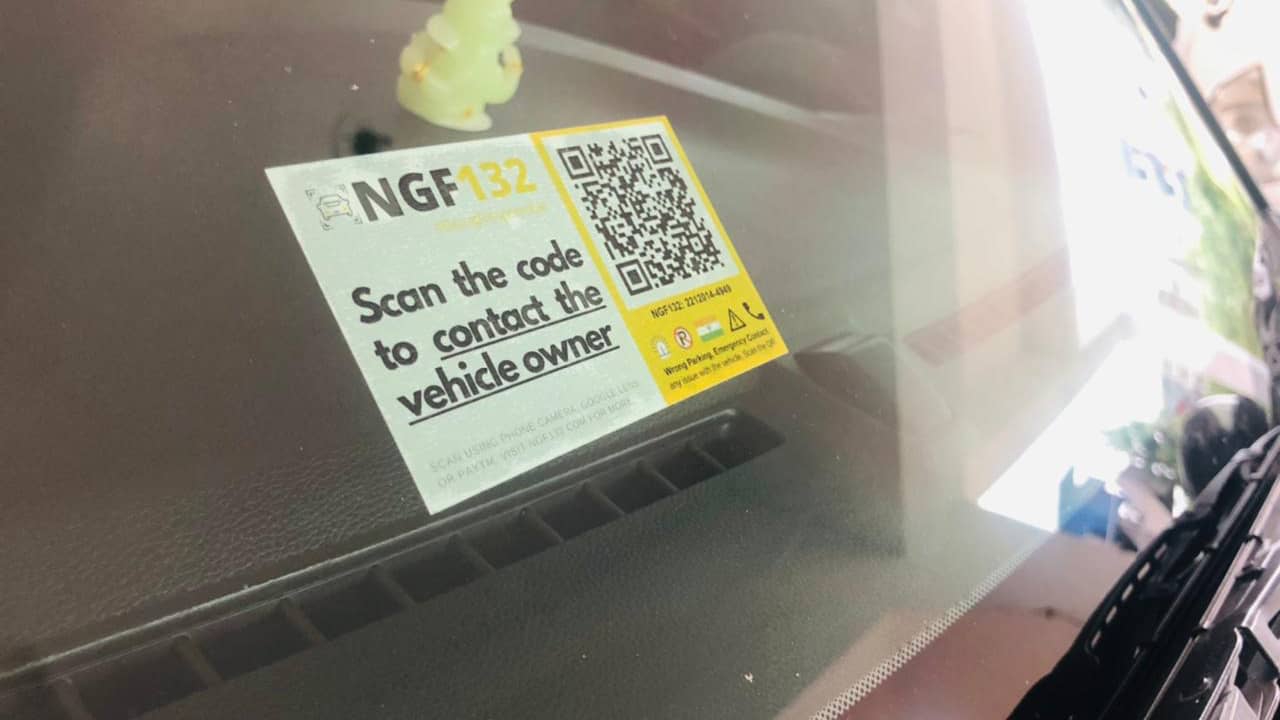 NGF132
Scan the code
to contact the
vehicle owner
SCAN USING PHONE CAMERA, GOOGLE LENS
OR PAYTM. VISIT NGF132.COM FOR MORE.
NGF132: 2212014-4949
Wrong Parking, Emergency Contact,
any issue with the vehicle, Scan the QR!